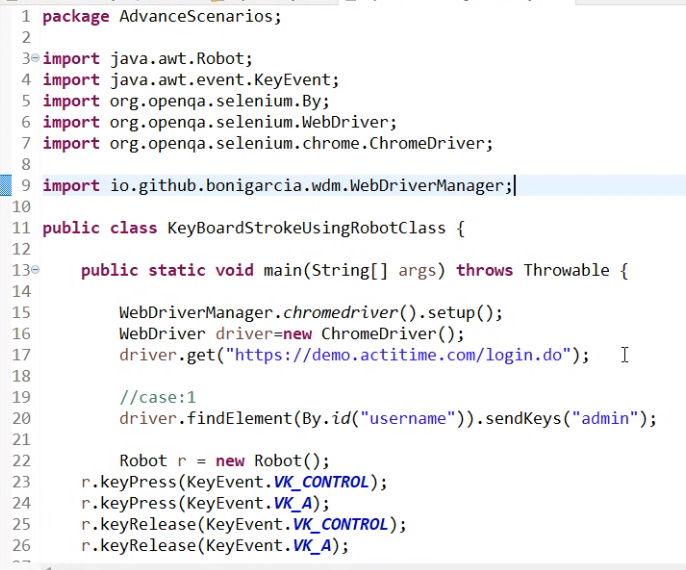 1 package AdvanceScenarios;
2
3 import java.awt.Robot;
4 import java.awt.event.KeyEvent;
5 import org.openqa.selenium.By;
6 import org.openqa.selenium.WebDriver;
7 import org.openqa.selenium.chrome.ChromeDriver;
8
9 import io.github.bonigarcia.wdm.WebDriverManager;
10
11 public class KeyBoardStrokeUsingRobotClass {
12
13     public static void main(String[] args) throws Throwable {
14
15         WebDriverManager.chromedriver().setup();
16         WebDriver driver=new ChromeDriver();
17         driver.get("https://demo.actitime.com/login.do");
18
19         //case:1
20         driver.findElement(By.id("username")).sendKeys("admin");
21
22         Robot r = new Robot();
23     r.keyPress(KeyEvent.VK_CONTROL);
24     r.keyPress(KeyEvent.VK_A);
25     r.keyRelease(KeyEvent.VK_CONTROL);
26     r.keyRelease(KeyEvent.VK_A);